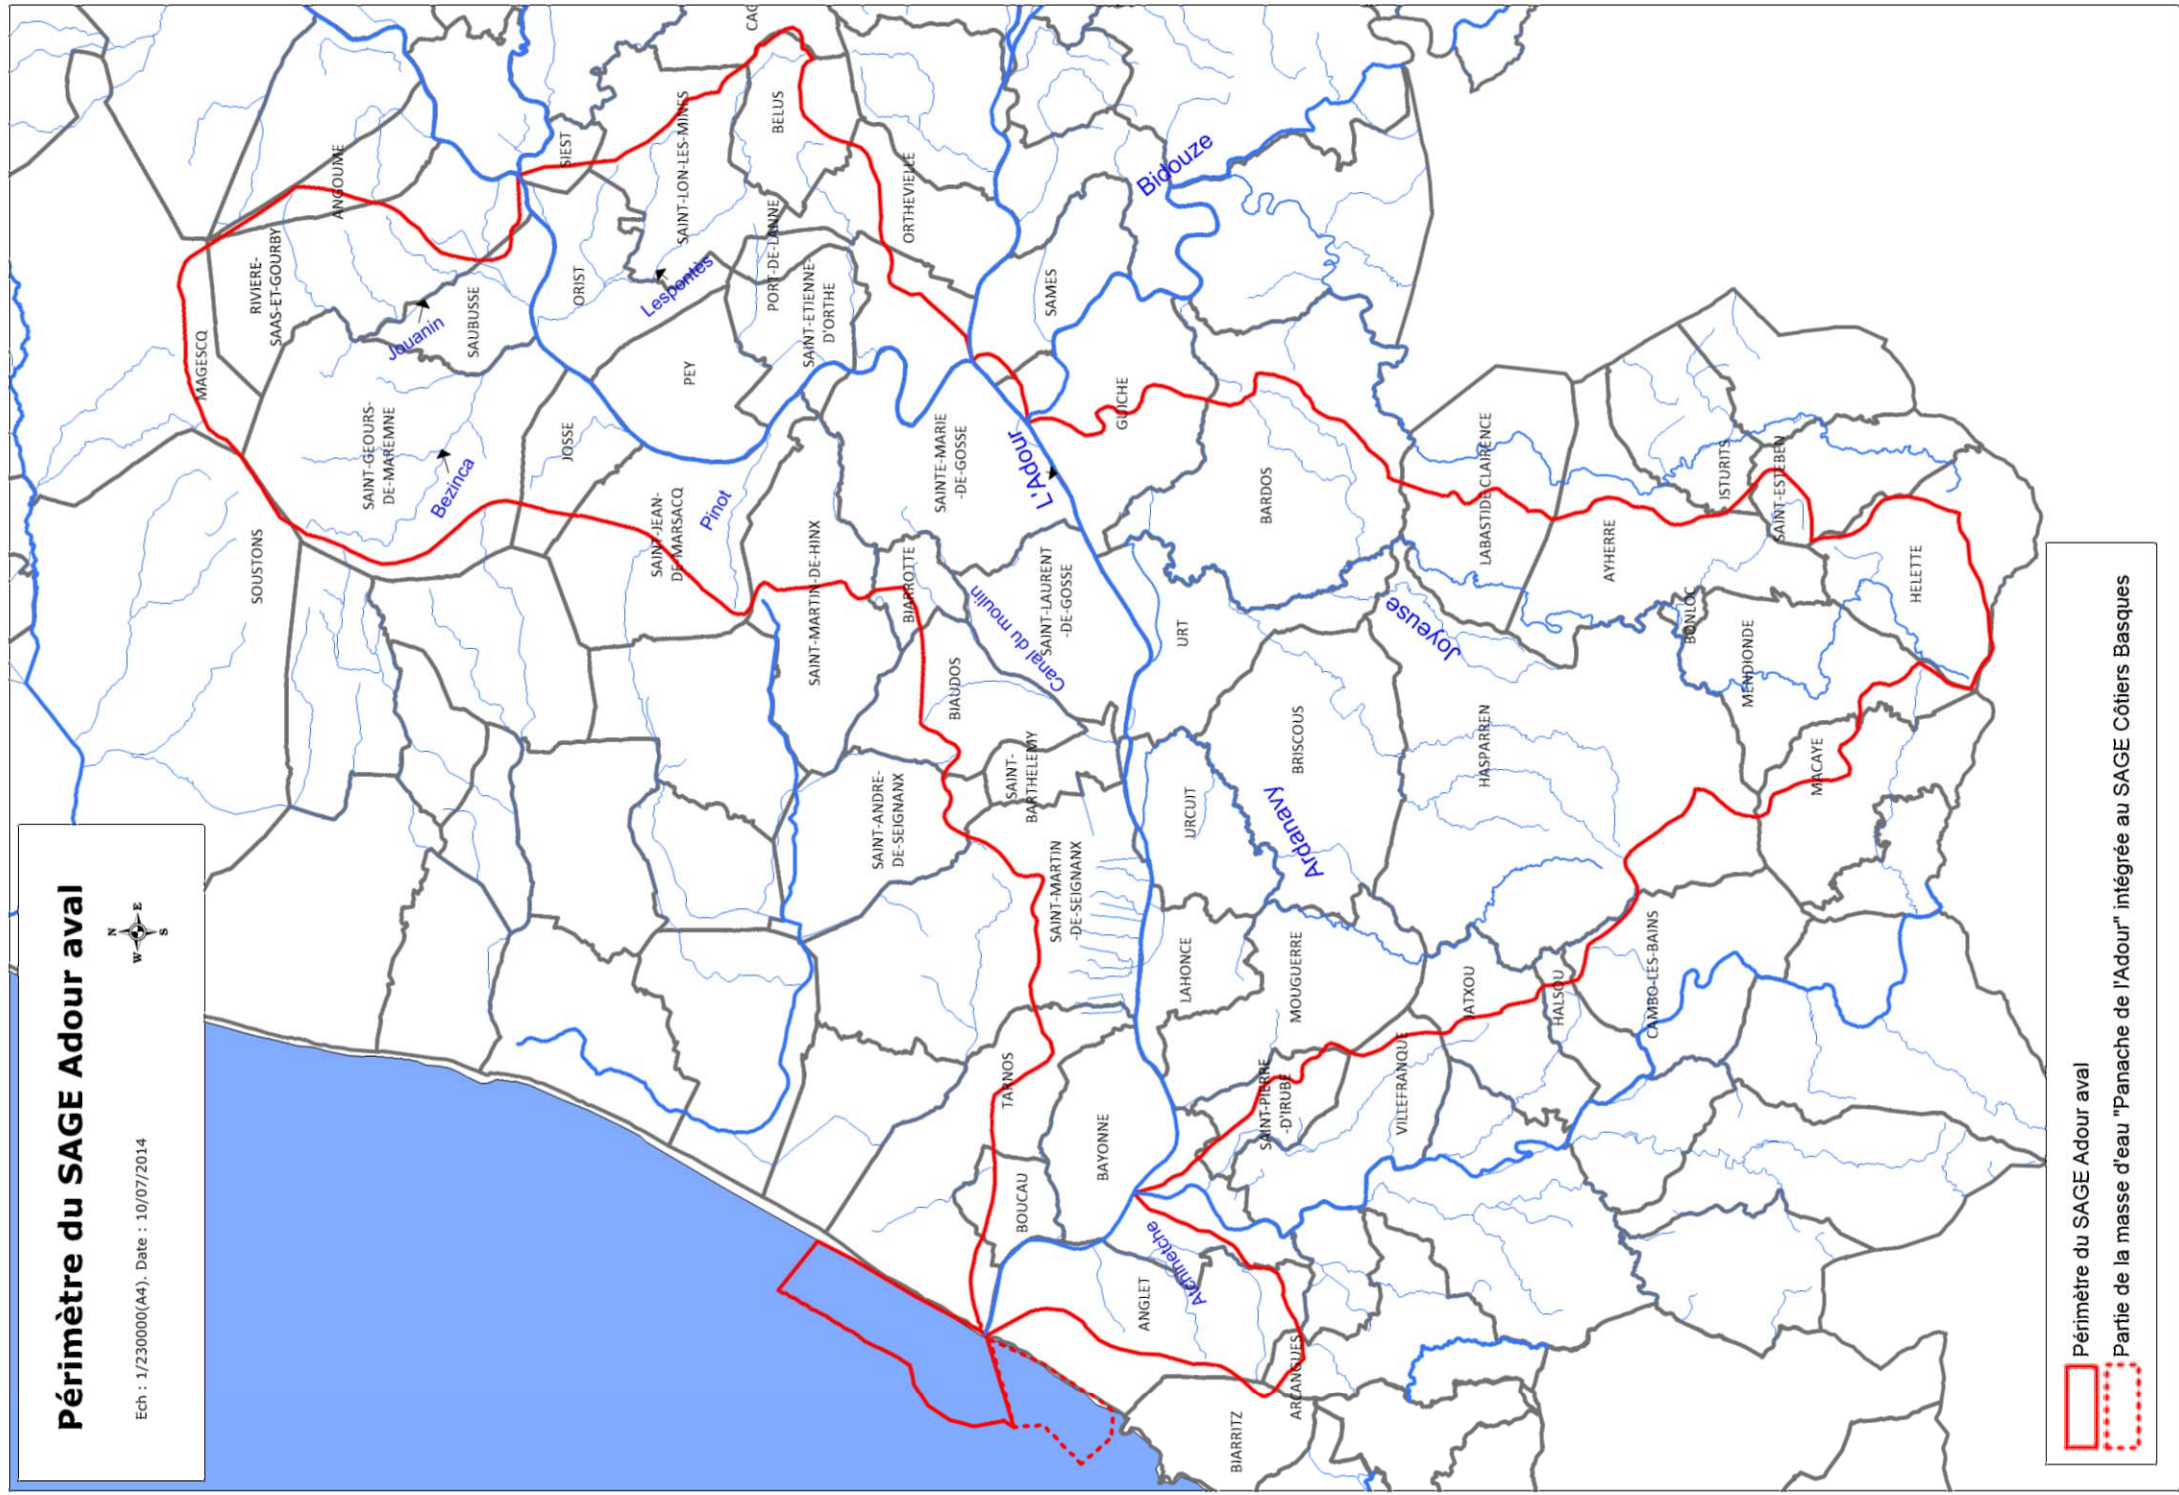 Périmètre du SAGE Adour aval
Ech : 1/230000(A4). Date : 10/07/2014
N
W
E
S
CAG
ANGOUME
SIEST
SAINT-LON-LES-MINES
BELUS
RIVIERE-
SAAS-ET-GOURBY
ORTHEVIELLE
MAGESCQ
Jouanin
SAUBUSSE
ORIST
Lespontès
PORT-DE-LANNE
SAINT-ETIENNE
D'ORTHE
SAMES
Bidouze
PEY
SAINT-GEOURS-
DE-MAREMNE
Bezinca
JOSSE
SAINTE-MARIE
-DE-GOSSE
L'Adour
GUICHE
SOUSTONS
SAINT-JEAN-
DE-MARSACQ
Pinot
SAINT-MARTIN-DE-HINX
BIARROTTE
Canal du moulin
SAINT-LAURENT
-DE-GOSSE
BARDOS
LABASTIDE CLAIRENCE
ISTURITS
SAINT-ESTEBEN
AYHERRE
URT
Joyeuse
BONLOC
HELETTE
MENDIONDE
BIAUDOS
SAINT-
BARTHELEMY
BRISCOUS
HASPARREN
MACAYE
SAINT-ANDRE-
DE-SEIGNANX
URCUIT
Ardanavy
SAINT-MARTIN
-DE-SEIGNANX
LAHONCE
MOUGUERRE
JATXOU
HALSOU
CAMBO-LES-BAINS
TARNOS
SAINT-PIERRE
-D'IRUBE
VILLEFRANQUE
BOUCAU
BAYONNE
Atchinetche
ANGLET
ARCANGUES
BIARRITZ
Périmètre du SAGE Adour aval
Partie de la masse d'eau "Panache de l'Adour" intégrée au SAGE Côtiers Basques